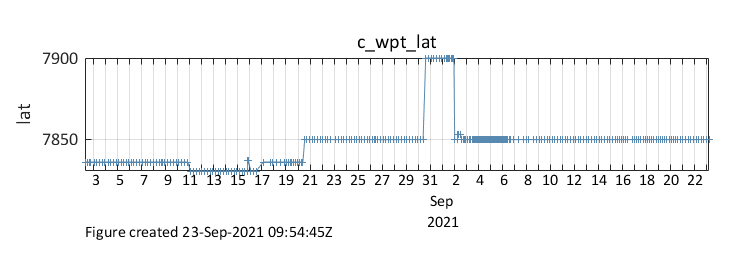 c_wpt_lat
7900
7850
lat
3 5 7 9 11 13 15 17 19 21 23 25 27 29 31 2 4 6 8 10 12 14 16 18 20 22
Sep
2021
Figure created 23-Sep-2021 09:54:45Z